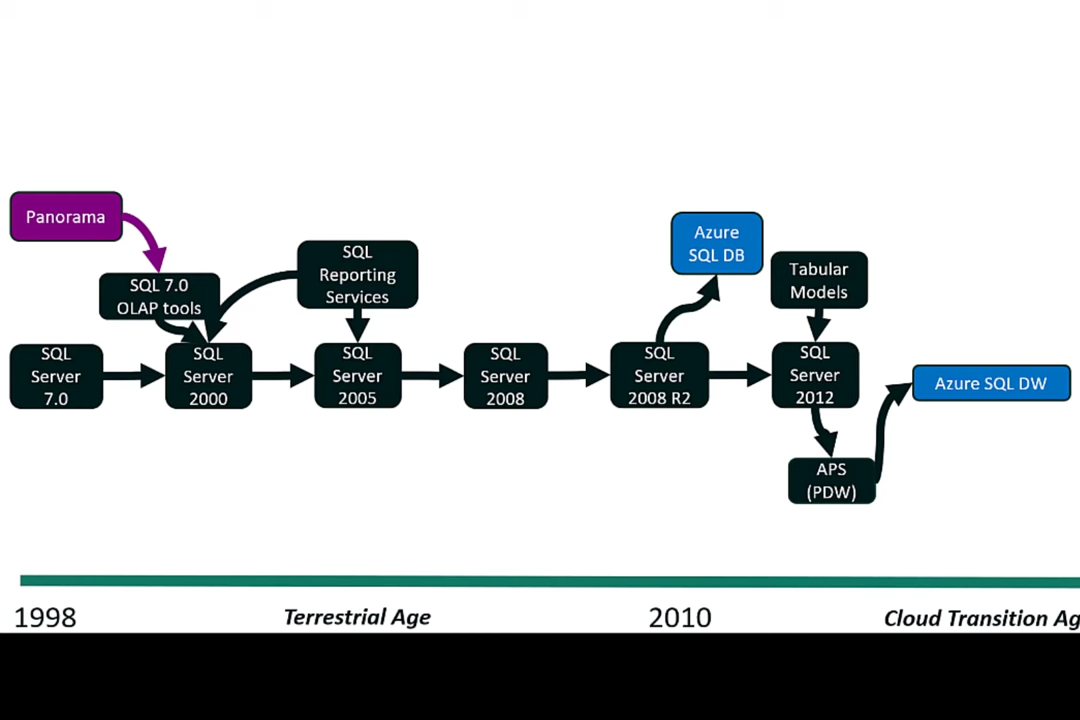 Panorama
SQL 7.0
OLAP tools
SQL
Reporting
Services
Azure
SQL DB
Tabular
Models
SQL
Server
7.0
SQL
Server
2000
SQL
Server
2005
SQL
Server
2008
SQL
Server
2008 R2
SQL
Server
2012
Azure SQL DW
APS
(PDW)
1998
Terrestrial Age
2010
Cloud Transition Ag